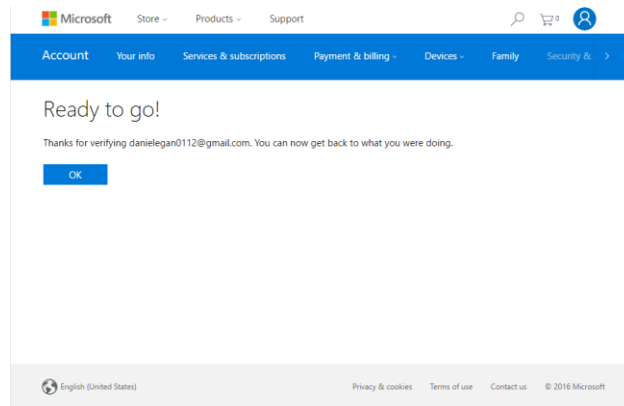 Microsoft Store Products Support 0
Account Your info Services & subscriptions Payment & billing Devices Family Security &
Ready to go!
Thanks for verifying danielegan0112@gmail.com. You can now get back to what you were doing.
OK
English (United States) Privacy & cookies Terms of use Contact us © 2016 Microsoft